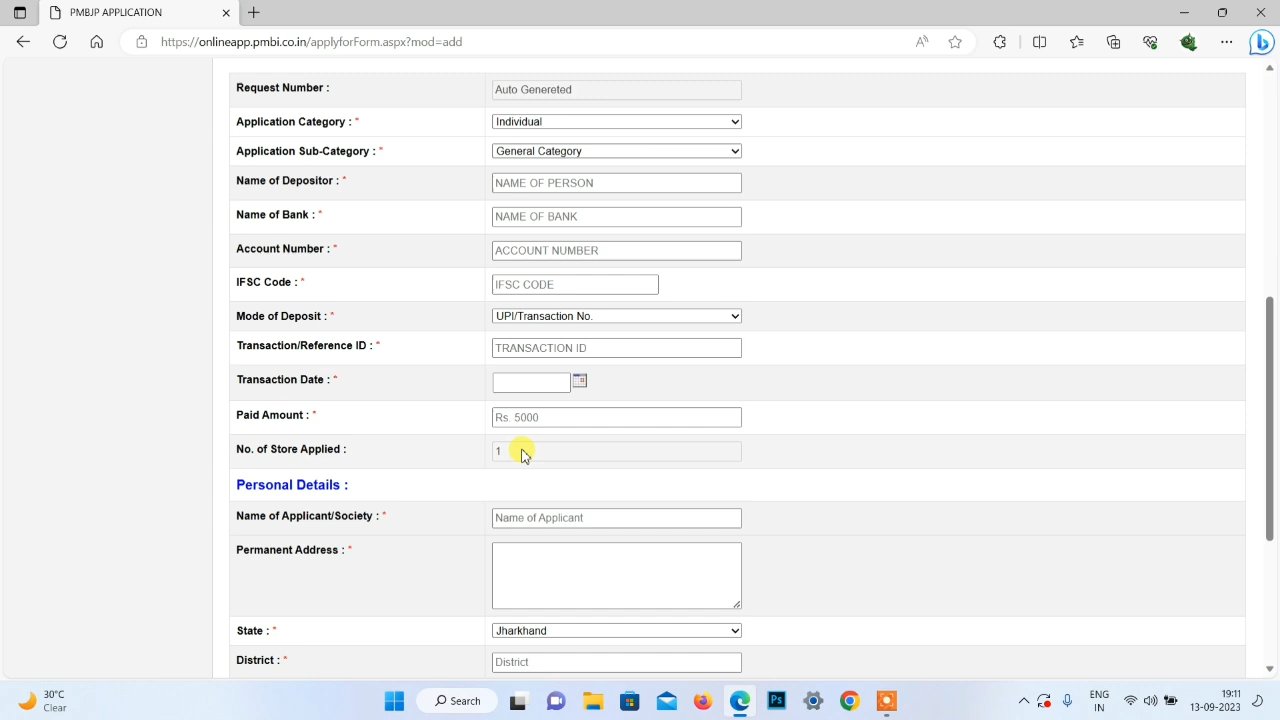 PMBJP APPLICATION
https://onlineapp.pmbi.co.in/applyforForm.aspx?mod=add
Request Number : Auto Genereted
Application Category : * Individual
Application Sub-Category : * General Category
Name of Depositor : * NAME OF PERSON
Name of Bank : * NAME OF BANK
Account Number : * ACCOUNT NUMBER
IFSC Code : * IFSC CODE
Mode of Deposit : * UPI/Transaction No.
Transaction/Reference ID : * TRANSACTION ID
Transaction Date : *
Paid Amount : * Rs. 5000
No. of Store Applied : 1
Personal Details :
Name of Applicant/Society : * Name of Applicant
Permanent Address : *
State : * Jharkhand
District : * District
30°C
Clear
Search
Ps
ENG
IN
19:11
13-09-2023